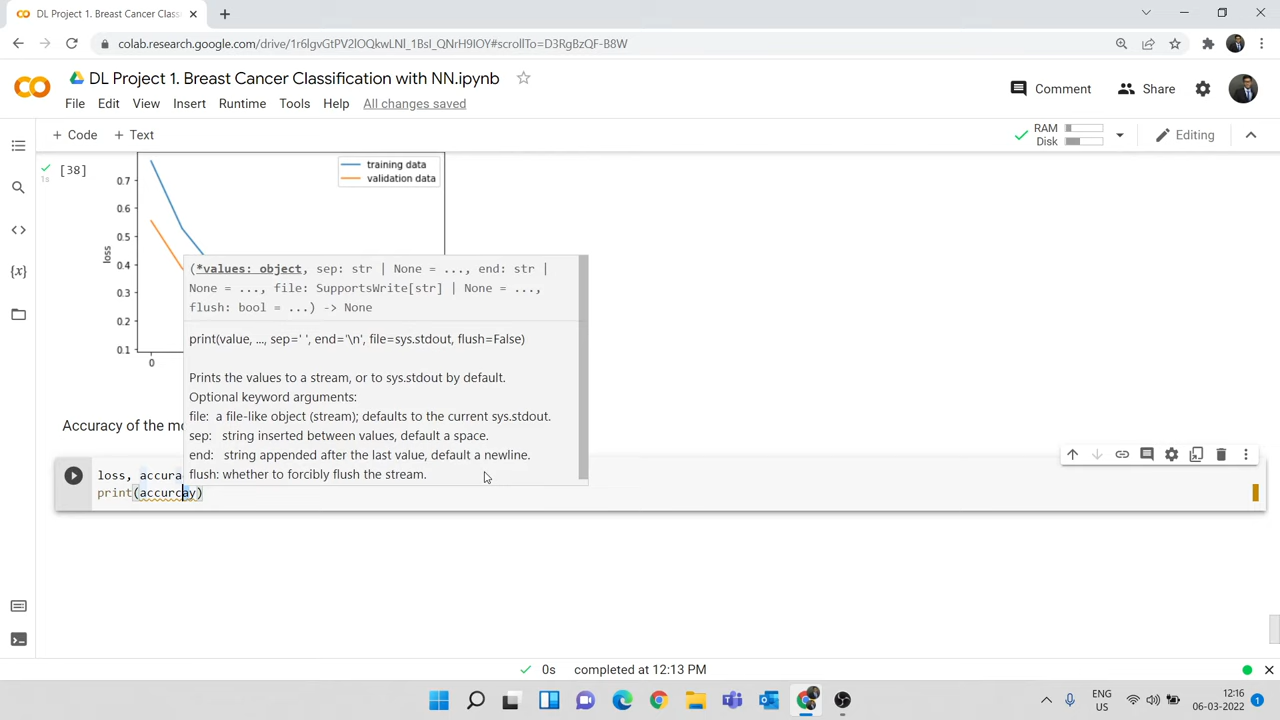 DL Project 1. Breast Cancer Class
colab.research.google.com/drive/1r6lgvGtPV2lOQkwLNl_1BsI_QNrH9IOY#scrollTo=D3RgBzQF-B8W
DL Project 1. Breast Cancer Classification with NN.ipynb
Comment
Share
File Edit View Insert Runtime Tools Help All changes saved
+ Code + Text
RAM
Disk
Editing
[38]
1s
training data
validation data
0.7
0.6
0.5
0.4
0.3
0.2
0.1
loss
0
(*values: object, sep: str | None = ..., end: str |
None = ..., file: SupportsWrite[str] | None = ...,
flush: bool = ...) -> None
print(value, ..., sep=' ', end='\n', file=sys.stdout, flush=False)
Prints the values to a stream, or to sys.stdout by default.
Optional keyword arguments:
file: a file-like object (stream); defaults to the current sys.stdout.
sep: string inserted between values, default a space.
end: string appended after the last value, default a newline.
flush: whether to forcibly flush the stream.
Accuracy of the mo
loss, accura
print(accurcay)
0s completed at 12:13 PM
ENG
US
12:16
06-03-2022
1